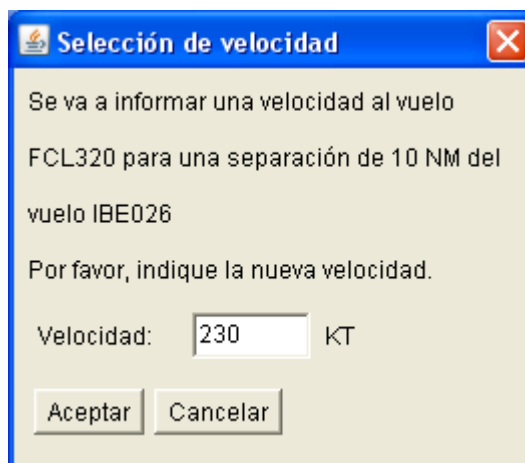 Selección de velocidad
Se va a informar una velocidad al vuelo
FCL320 para una separación de 10 NM del
vuelo IBE026
Por favor, indique la nueva velocidad.
Velocidad: 230 KT
Aceptar Cancelar